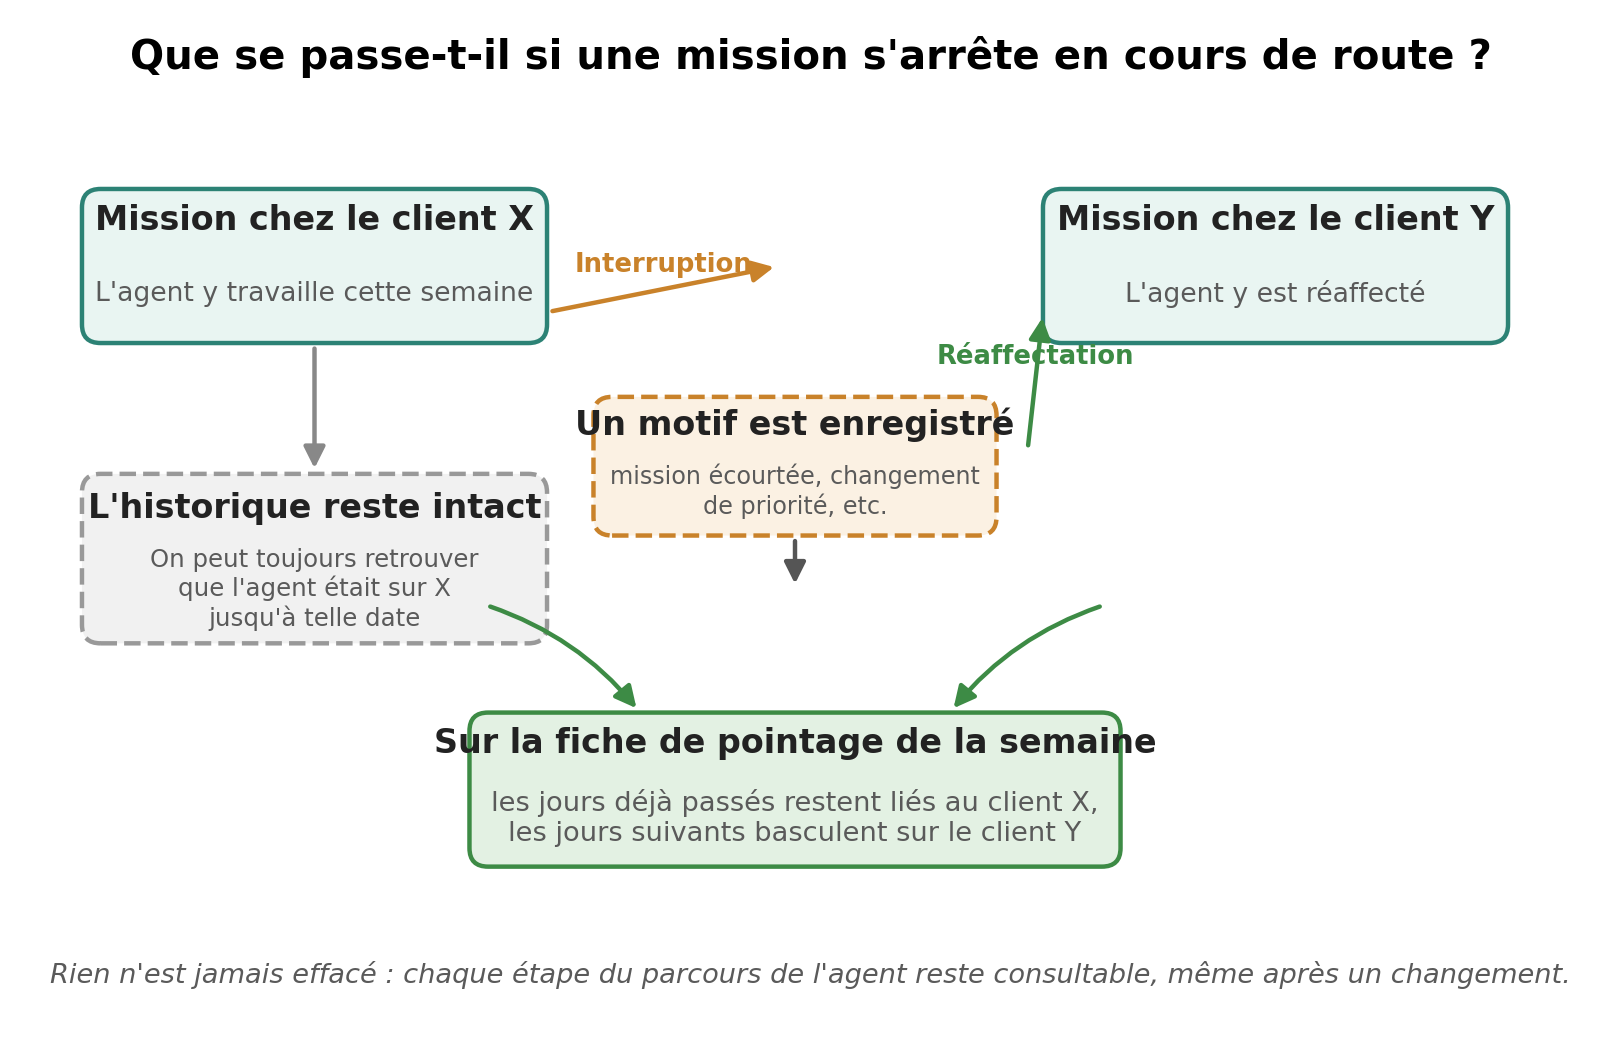 Que se passe-t-il si une mission s'arrête en cours de route ?
Mission chez le client X
L'agent y travaille cette semaine
Interruption
Mission chez le client Y
L'agent y est réaffecté
Réaffectation
Un motif est enregistré
mission écourtée, changement
de priorité, etc.
L'historique reste intact
On peut toujours retrouver
que l'agent était sur X
jusqu'à telle date
Sur la fiche de pointage de la semaine
les jours déjà passés restent liés au client X,
les jours suivants basculent sur le client Y
Rien n'est jamais effacé : chaque étape du parcours de l'agent reste consultable, même après un changement.